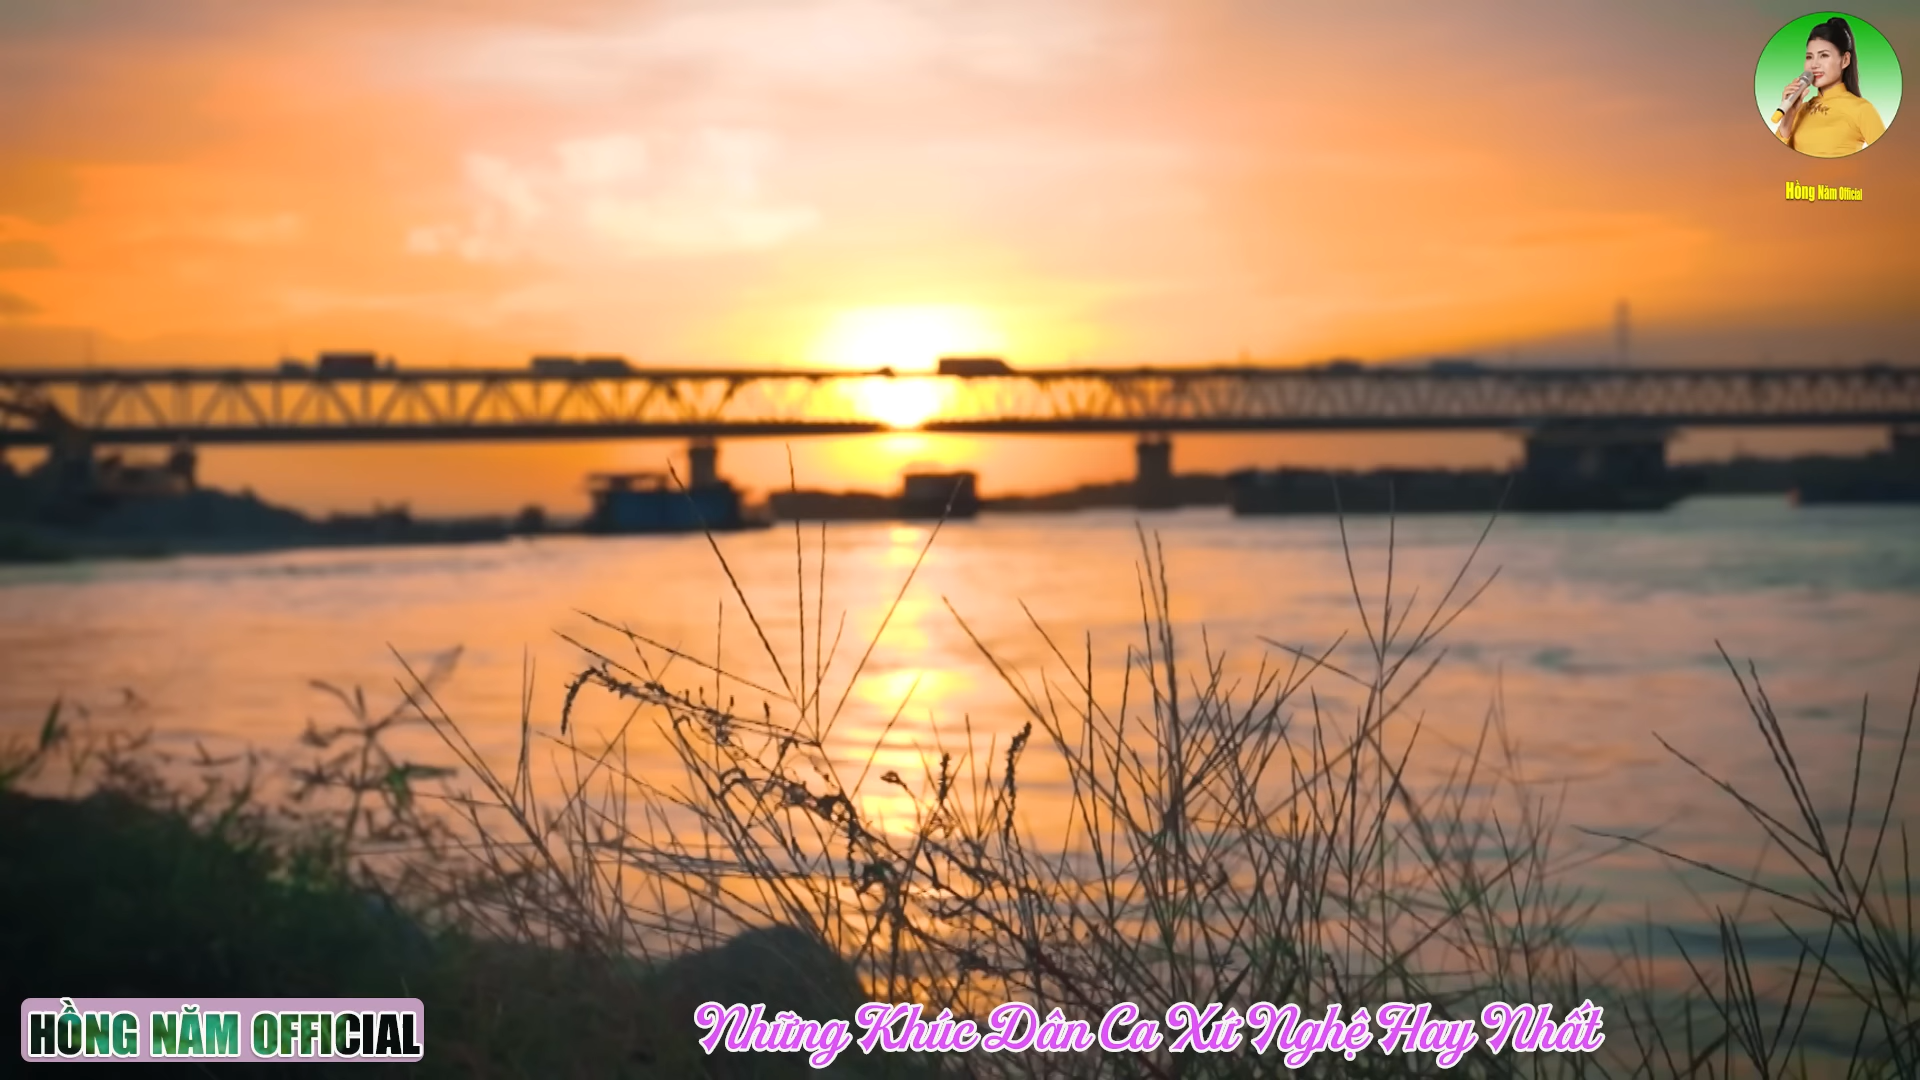 Hồng Năm Official
HỒNG NĂM OFFICIAL
Những Khúc Dân Ca Xứ Nghệ Hay Nhất